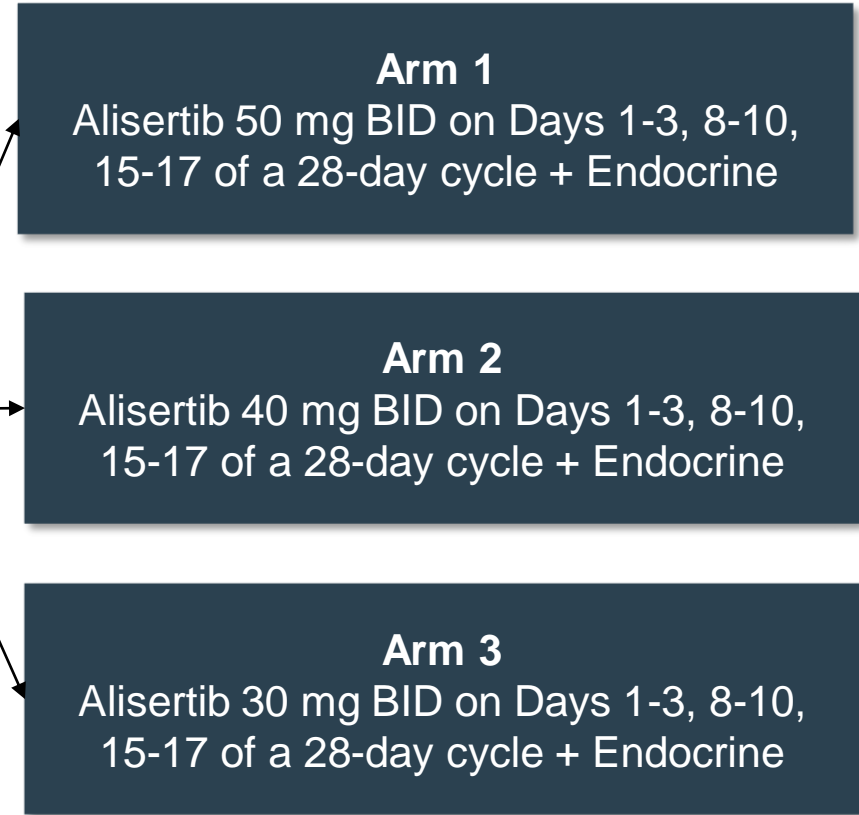 Arm 1
Alisertib 50 mg BID on Days 1-3, 8-10,
15-17 of a 28-day cycle + Endocrine
Arm 2
Alisertib 40 mg BID on Days 1-3, 8-10,
15-17 of a 28-day cycle + Endocrine
Arm 3
Alisertib 30 mg BID on Days 1-3, 8-10,
15-17 of a 28-day cycle + Endocrine